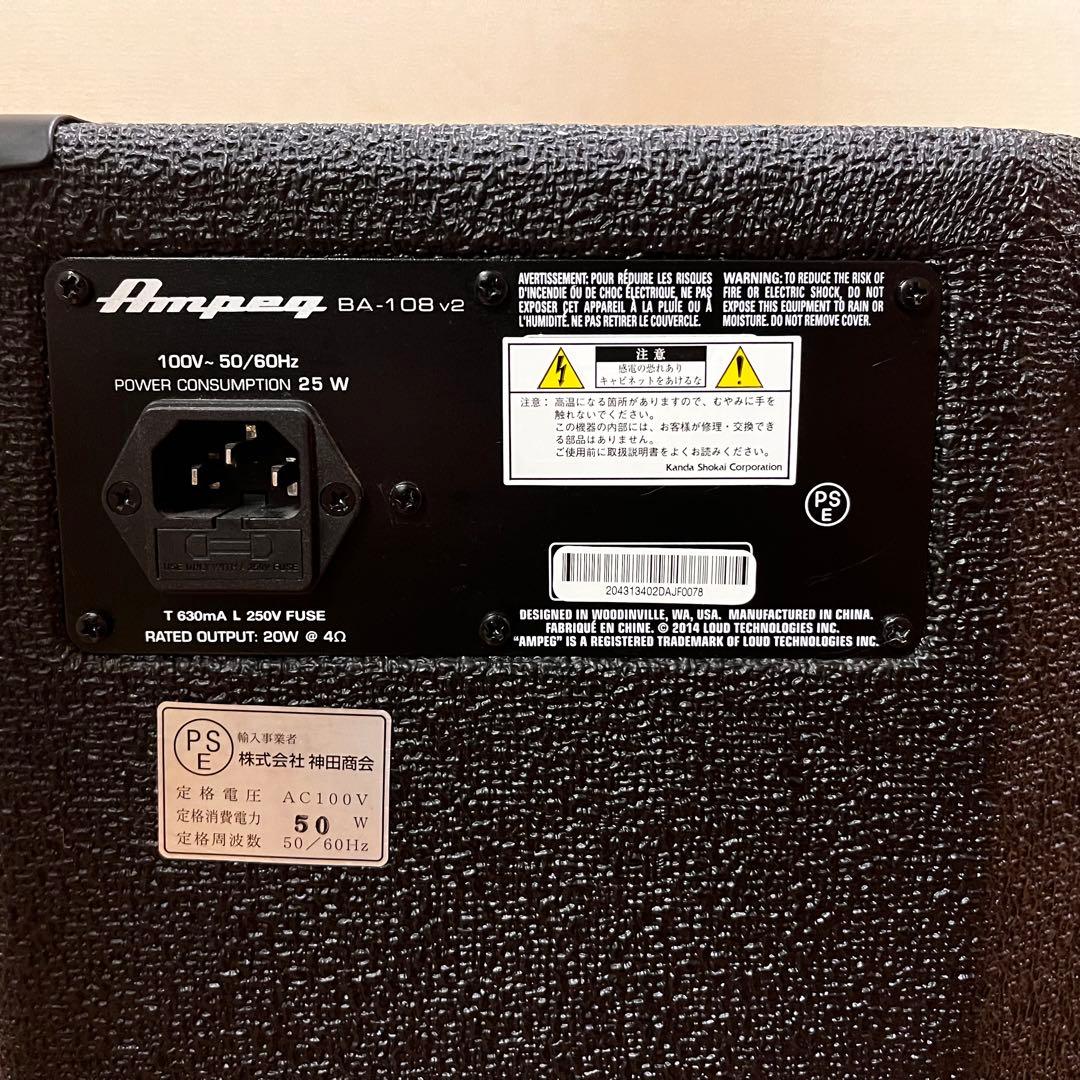 Ampeg BA-108 v2
100V~ 50/60Hz
POWER CONSUMPTION 25 W
USE ONLY WITH A 250V FUSE
T 630mA L 250V FUSE
RATED OUTPUT: 20W @ 4Ω
AVERTISSEMENT: POUR RÉDUIRE LES RISQUES
D'INCENDIE OU DE CHOC ÉLECTRIQUE, NE PAS
EXPOSER CET APPAREIL À LA PLUIE OU À
L'HUMIDITÉ. NE PAS RETIRER LE COUVERCLE.
WARNING: TO REDUCE THE RISK OF
FIRE OR ELECTRIC SHOCK, DO NOT
EXPOSE THIS EQUIPMENT TO RAIN OR
MOISTURE. DO NOT REMOVE COVER.
注意
感電の恐れあり
キャビネットをあけるな
注意：高温になる箇所がありますので、むやみに手を
触れないでください。
この機器の内部には、お客様が修理・交換でき
る部品はありません。
ご使用前に取扱説明書をよくお読みください。
Kanda Shokai Corporation
PS
E
204313402DAJF0078
DESIGNED IN WOODINVILLE, WA, USA. MANUFACTURED IN CHINA.
FABRIQUÉ EN CHINE. © 2014 LOUD TECHNOLOGIES INC.
"AMPEG" IS A REGISTERED TRADEMARK OF LOUD TECHNOLOGIES INC.
PS
E
輸入事業者
株式会社 神田商会
定格電圧 AC100V
定格消費電力 50 W
定格周波数 50/60Hz